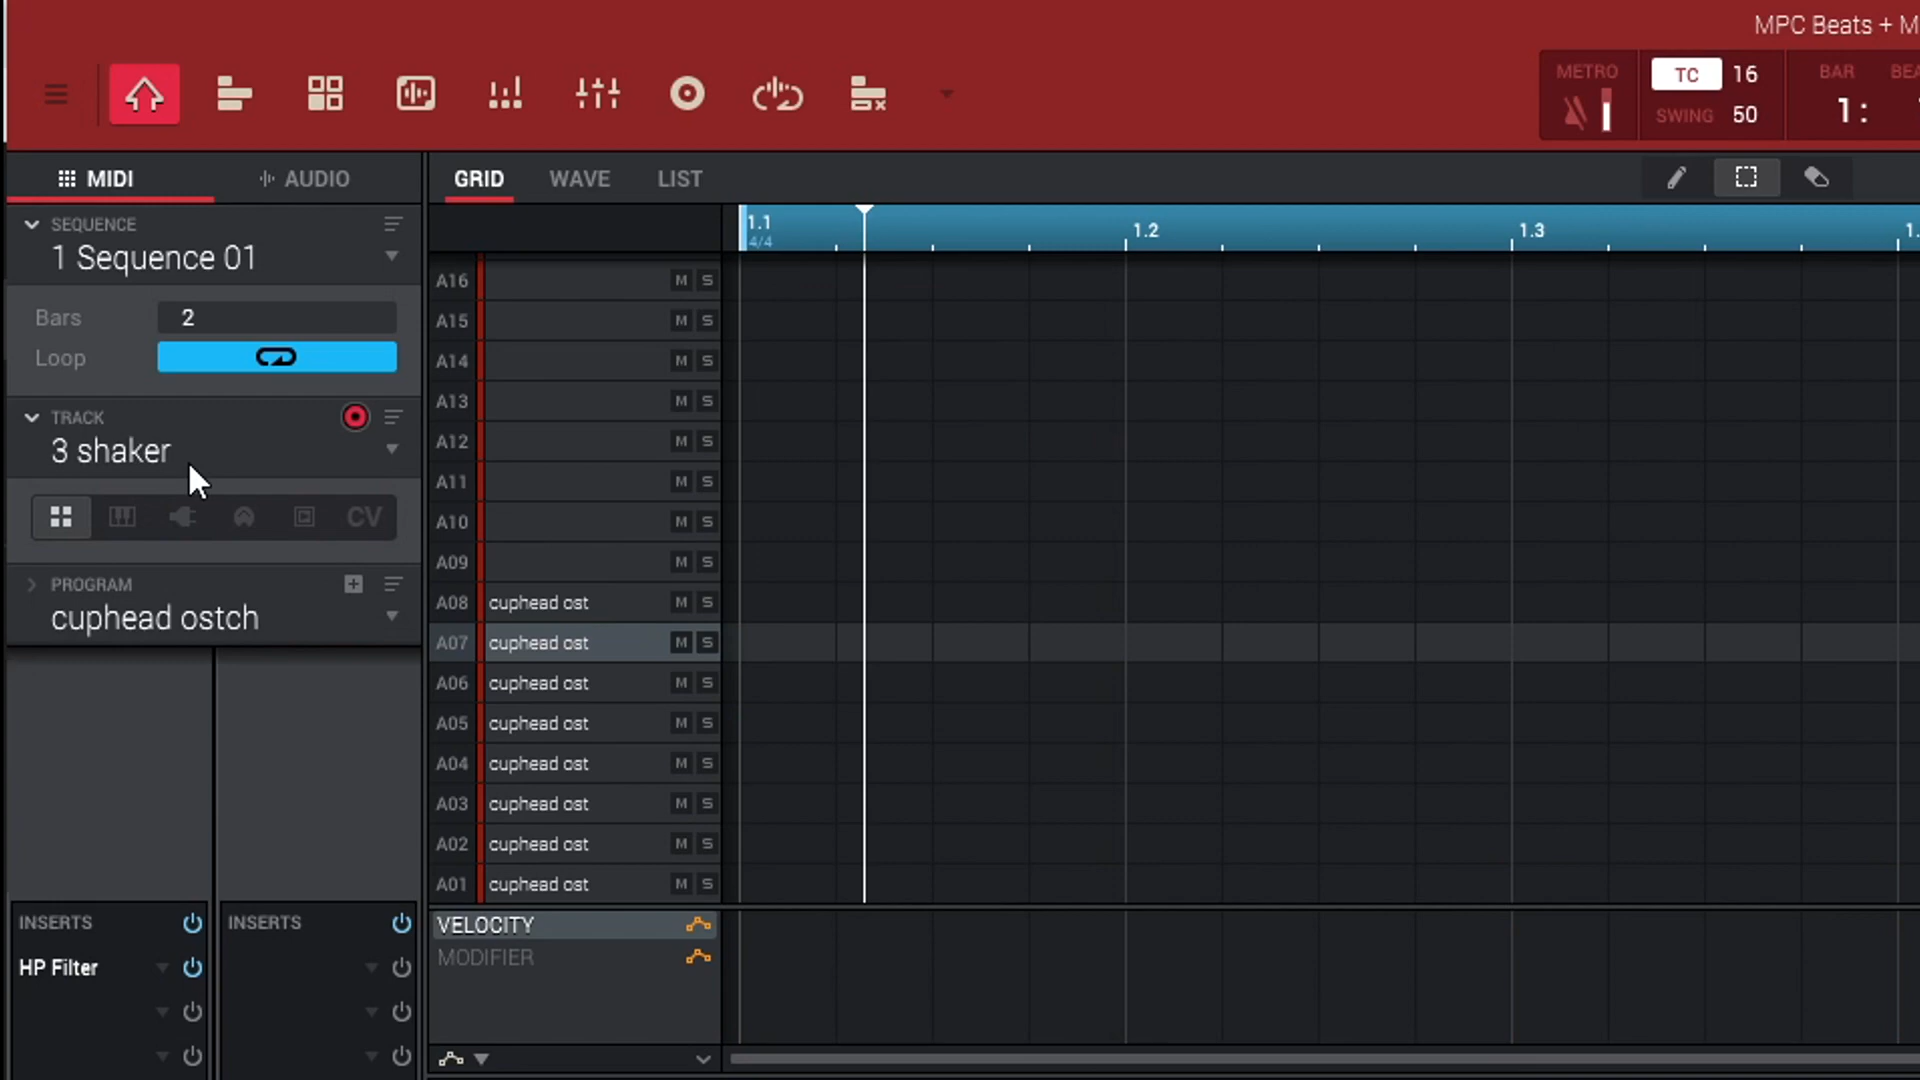 MPC Beats + M
METRO
TC 16
SWING 50
BAR
1:
MIDI
AUDIO
GRID
WAVE
LIST
SEQUENCE
1 Sequence 01
Bars 2
Loop
TRACK
3 shaker
CV
PROGRAM
cuphead ostch
1.1
4/4
1.2
1.3
A16 M S
A15 M S
A14 M S
A13 M S
A12 M S
A11 M S
A10 M S
A09 M S
A08 cuphead ost M S
A07 cuphead ost M S
A06 cuphead ost M S
A05 cuphead ost M S
A04 cuphead ost M S
A03 cuphead ost M S
A02 cuphead ost M S
A01 cuphead ost M S
INSERTS
HP Filter
INSERTS
VELOCITY
MODIFIER